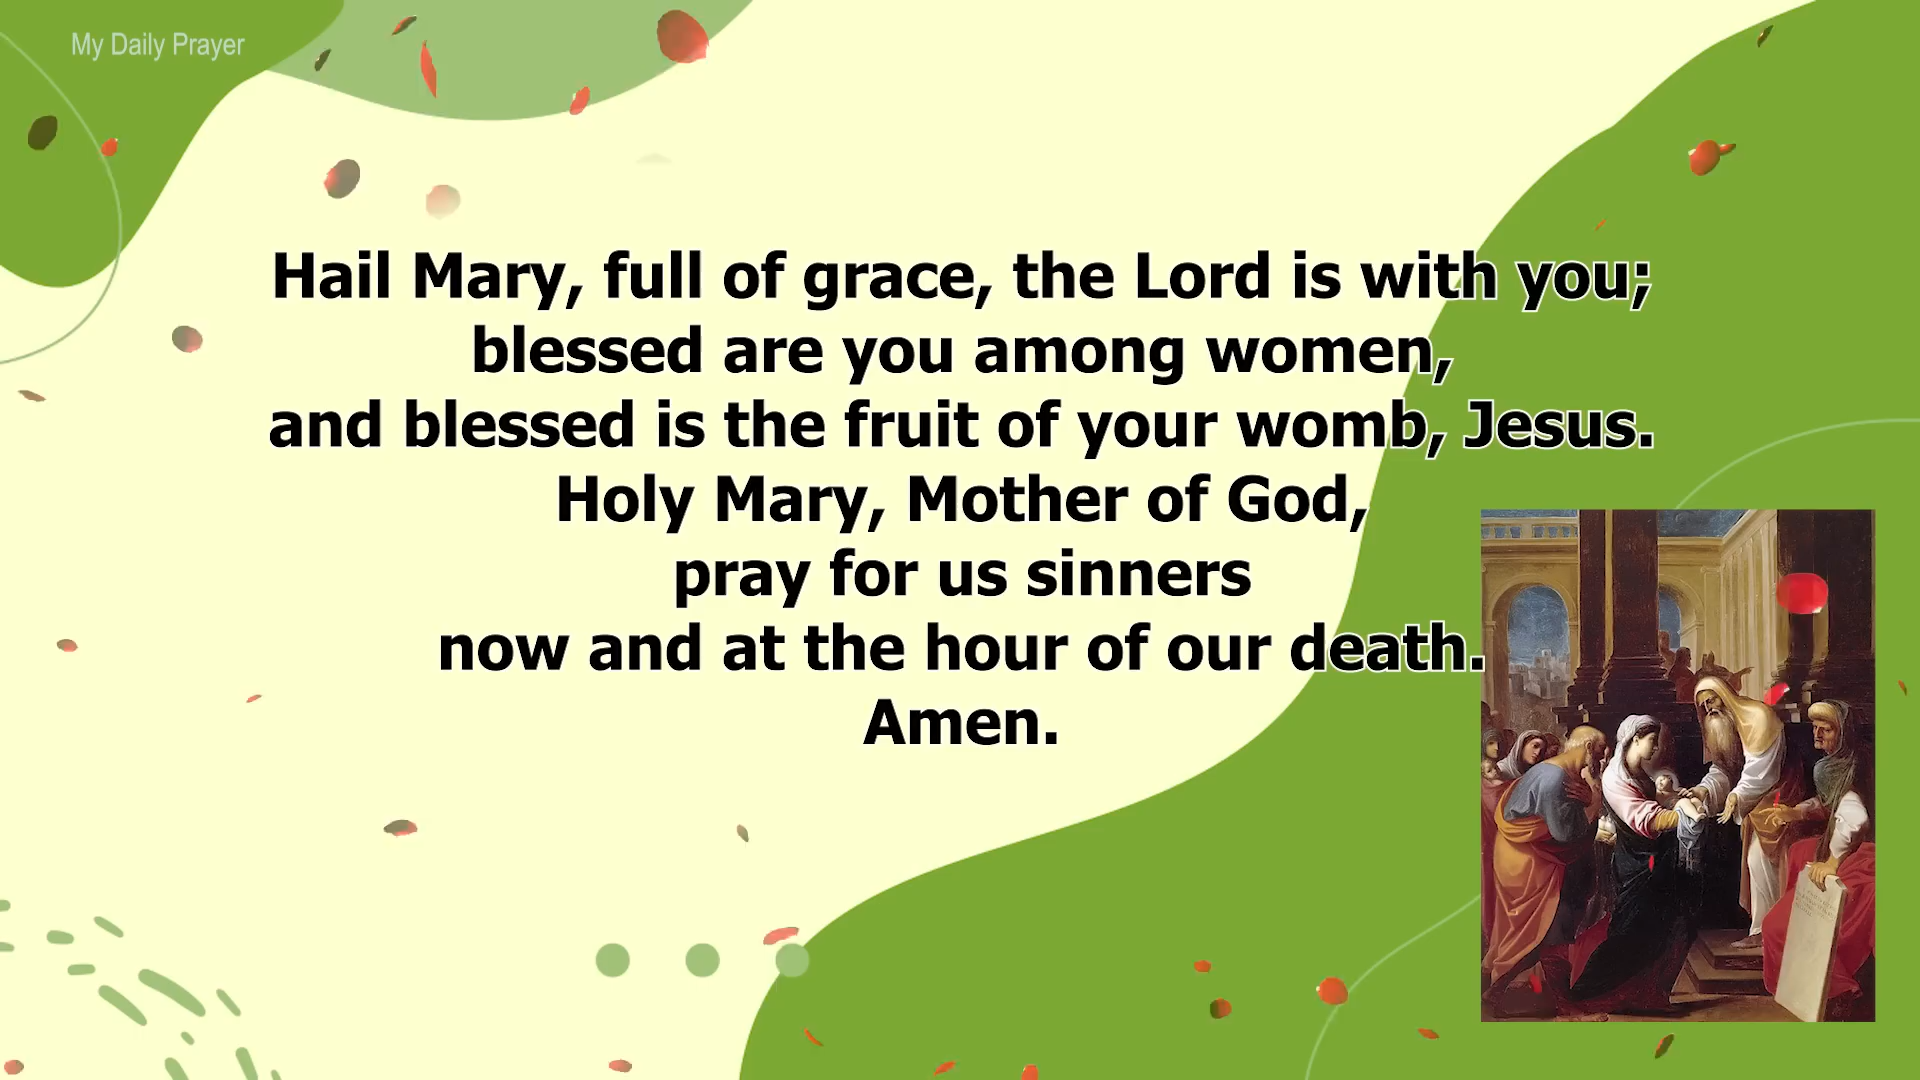 My Daily Prayer
Hail Mary, full of grace, the Lord is with you;
blessed are you among women,
and blessed is the fruit of your womb, Jesus.
Holy Mary, Mother of God,
pray for us sinners
now and at the hour of our death.
Amen.